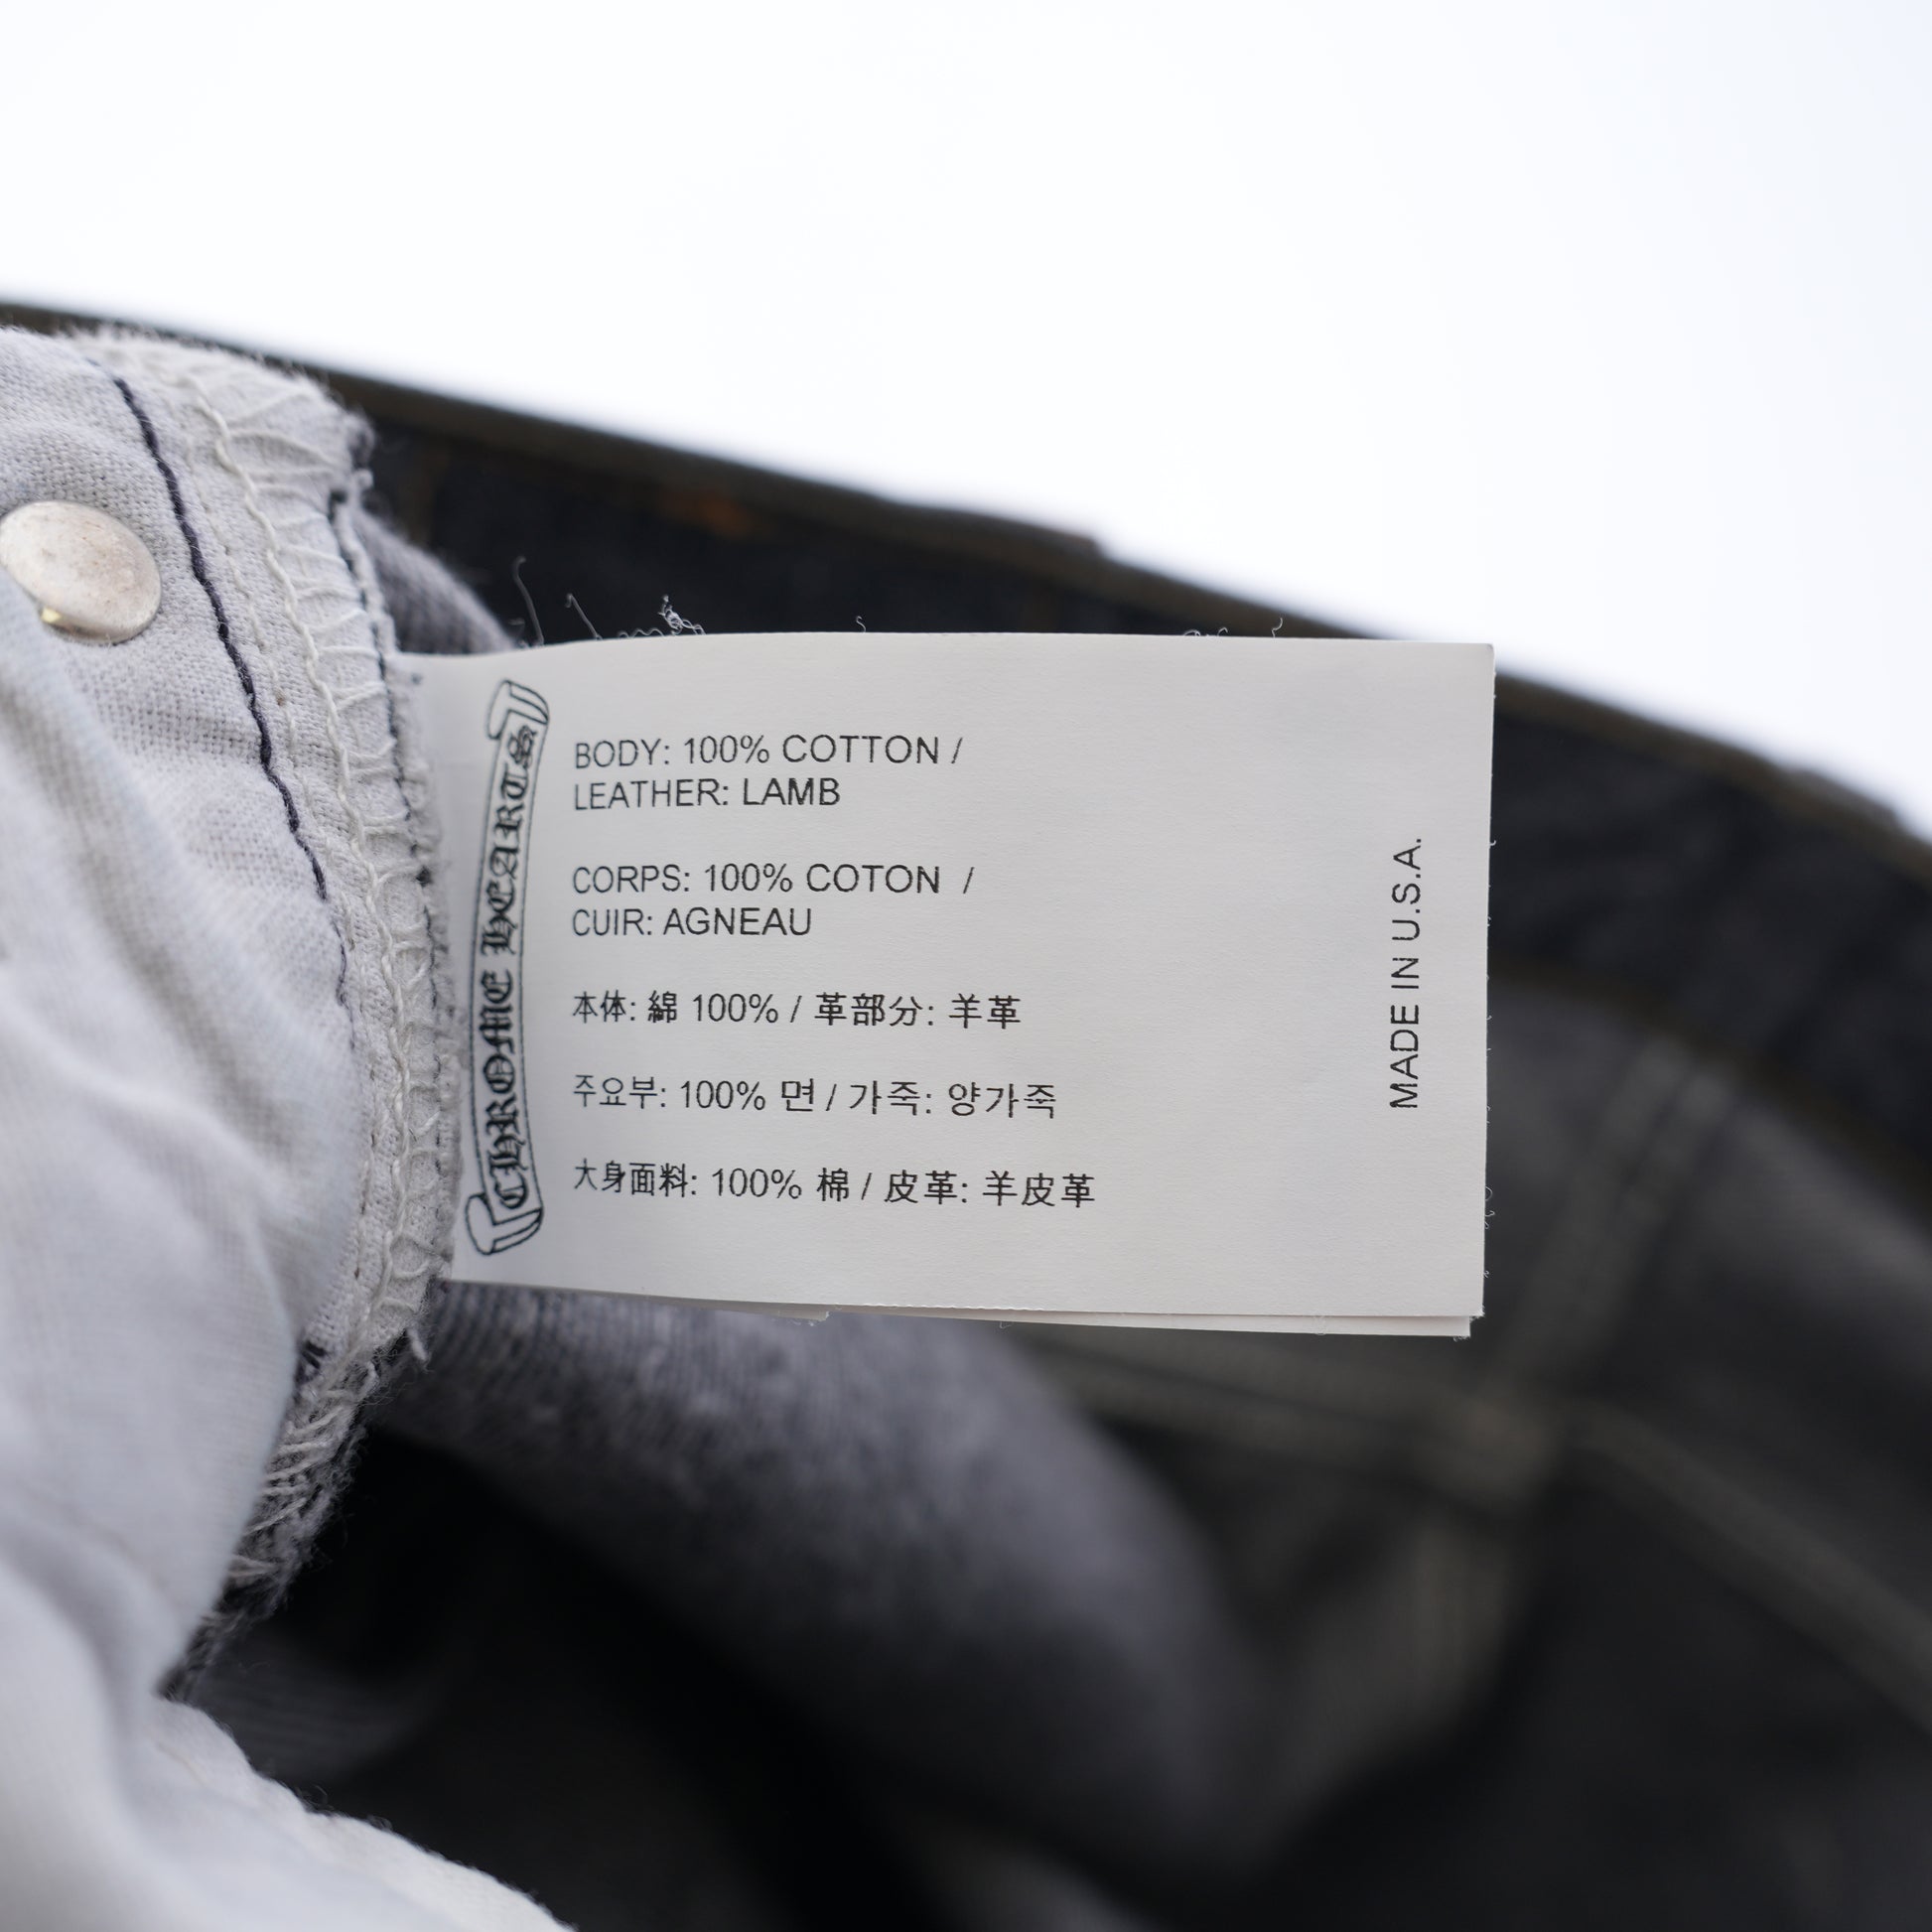 CHROME HEARTS
BODY: 100% COTTON /
LEATHER: LAMB
CORPS: 100% COTON /
CUIR: AGNEAU
本体: 綿 100% / 革部分: 羊革
주요부: 100% 면 / 가죽: 양가죽
大身面料: 100% 棉 / 皮革: 羊皮革
MADE IN U.S.A.